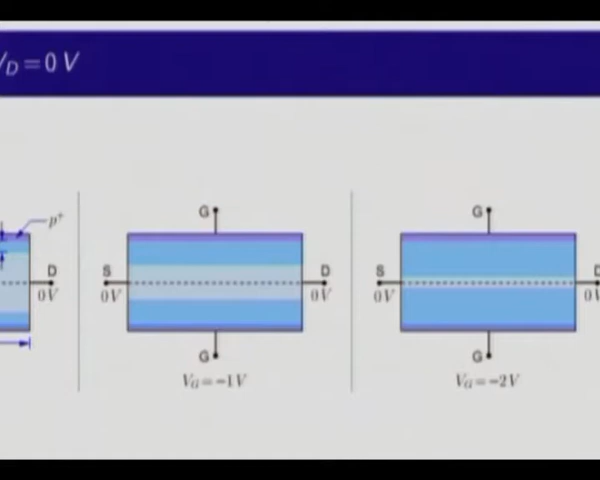 V_D = 0 V
p⁺
D
0V
G
S
D
0V
0V
G
V_G = −1V
G
S
D
0V
0V
G
V_G = −2V